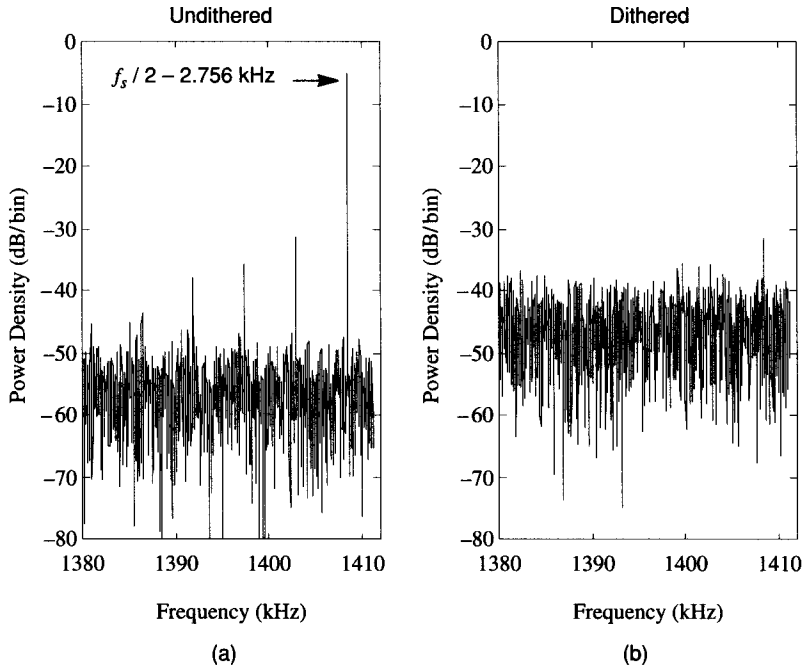 Undithered
0
−10
−20
−30
−40
−50
−60
−70
−80
Power Density (dB/bin)
f_s / 2 − 2.756 kHz
1380 1390 1400 1410
Frequency (kHz)
(a)
Dithered
0
−10
−20
−30
−40
−50
−60
−70
−80
Power Density (dB/bin)
1380 1390 1400 1410
Frequency (kHz)
(b)